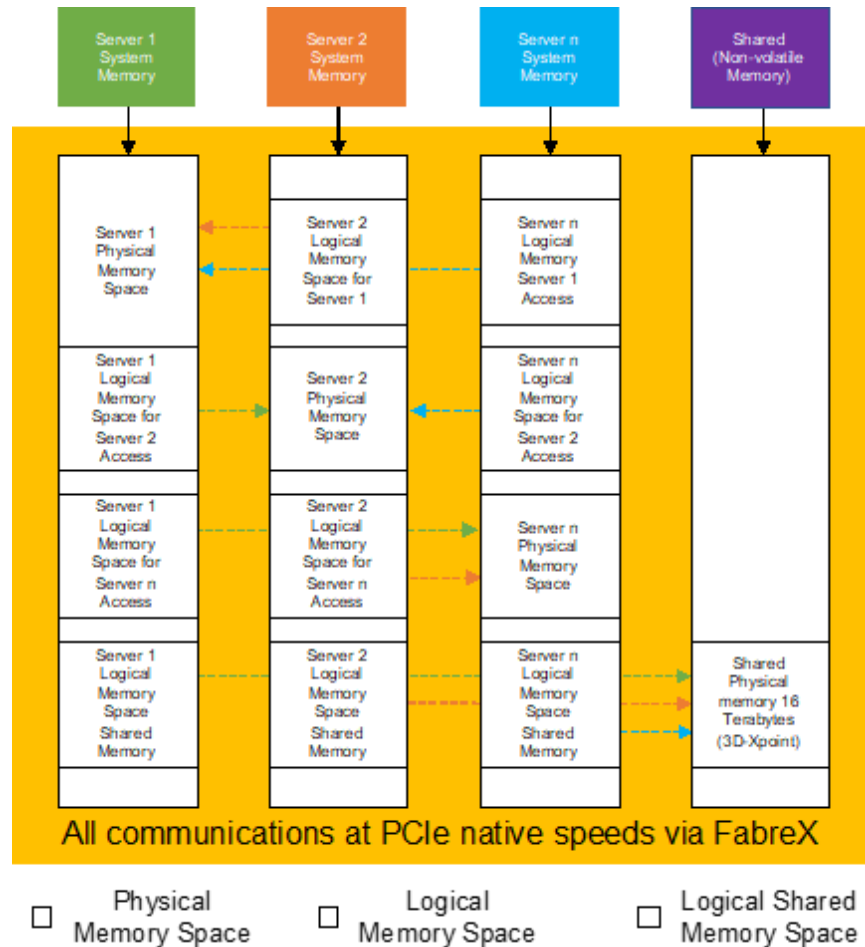 Server 1
System
Memory
Server 2
System
Memory
Server n
System
Memory
Shared
(Non-volatile
Memory)
Server 1
Physical
Memory
Space
Server 2
Logical
Memory
Space for
Server 1
Server n
Logical
Memory
Server 1
Access
Server 1
Logical
Memory
Space for
Server 2
Access
Server 2
Physical
Memory
Space
Server n
Logical
Memory
Space for
Server 2
Access
Server 1
Logical
Memory
Space for
Server n
Access
Server 2
Logical
Memory
Space for
Server n
Access
Server n
Physical
Memory
Space
Server 1
Logical
Memory
Space
Shared
Memory
Server 2
Logical
Memory
Space
Shared
Memory
Server n
Logical
Memory
Space
Shared
Memory
Shared
Physical
memory 16
Terabytes
(3D-Xpoint)
All communications at PCIe native speeds via FabreX
Physical
Memory Space
Logical
Memory Space
Logical Shared
Memory Space